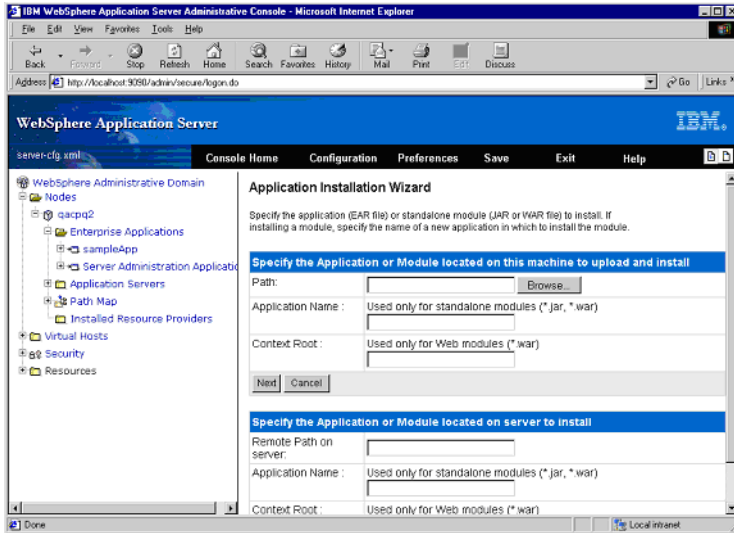 IBM WebSphere Application Server Administrative Console - Microsoft Internet Explorer
File Edit View Favorites Tools Help
Back Forward Stop Refresh Home Search Favorites History Mail Print Edit Discuss
Address http://localhost:9090/admin/secure/logon.do Go Links
WebSphere Application Server IBM.
server-cfg.xml Console Home Configuration Preferences Save Exit Help
WebSphere Administrative Domain
Nodes
qacpq2
Enterprise Applications
sampleApp
Server Administration Applicatio
Application Servers
Path Map
Installed Resource Providers
Virtual Hosts
Security
Resources
Application Installation Wizard
Specify the application (EAR file) or standalone module (JAR or WAR file) to install. If
installing a module, specify the name of a new application in which to install the module.
Specify the Application or Module located on this machine to upload and install
Path: Browse...
Application Name : Used only for standalone modules (*.jar, *.war)
Context Root : Used only for Web modules (*.war)
Next Cancel
Specify the Application or Module located on server to install
Remote Path on
server:
Application Name : Used only for standalone modules (*.jar, *.war)
Context Root : Used only for Web modules (*.war)
Done Local intranet